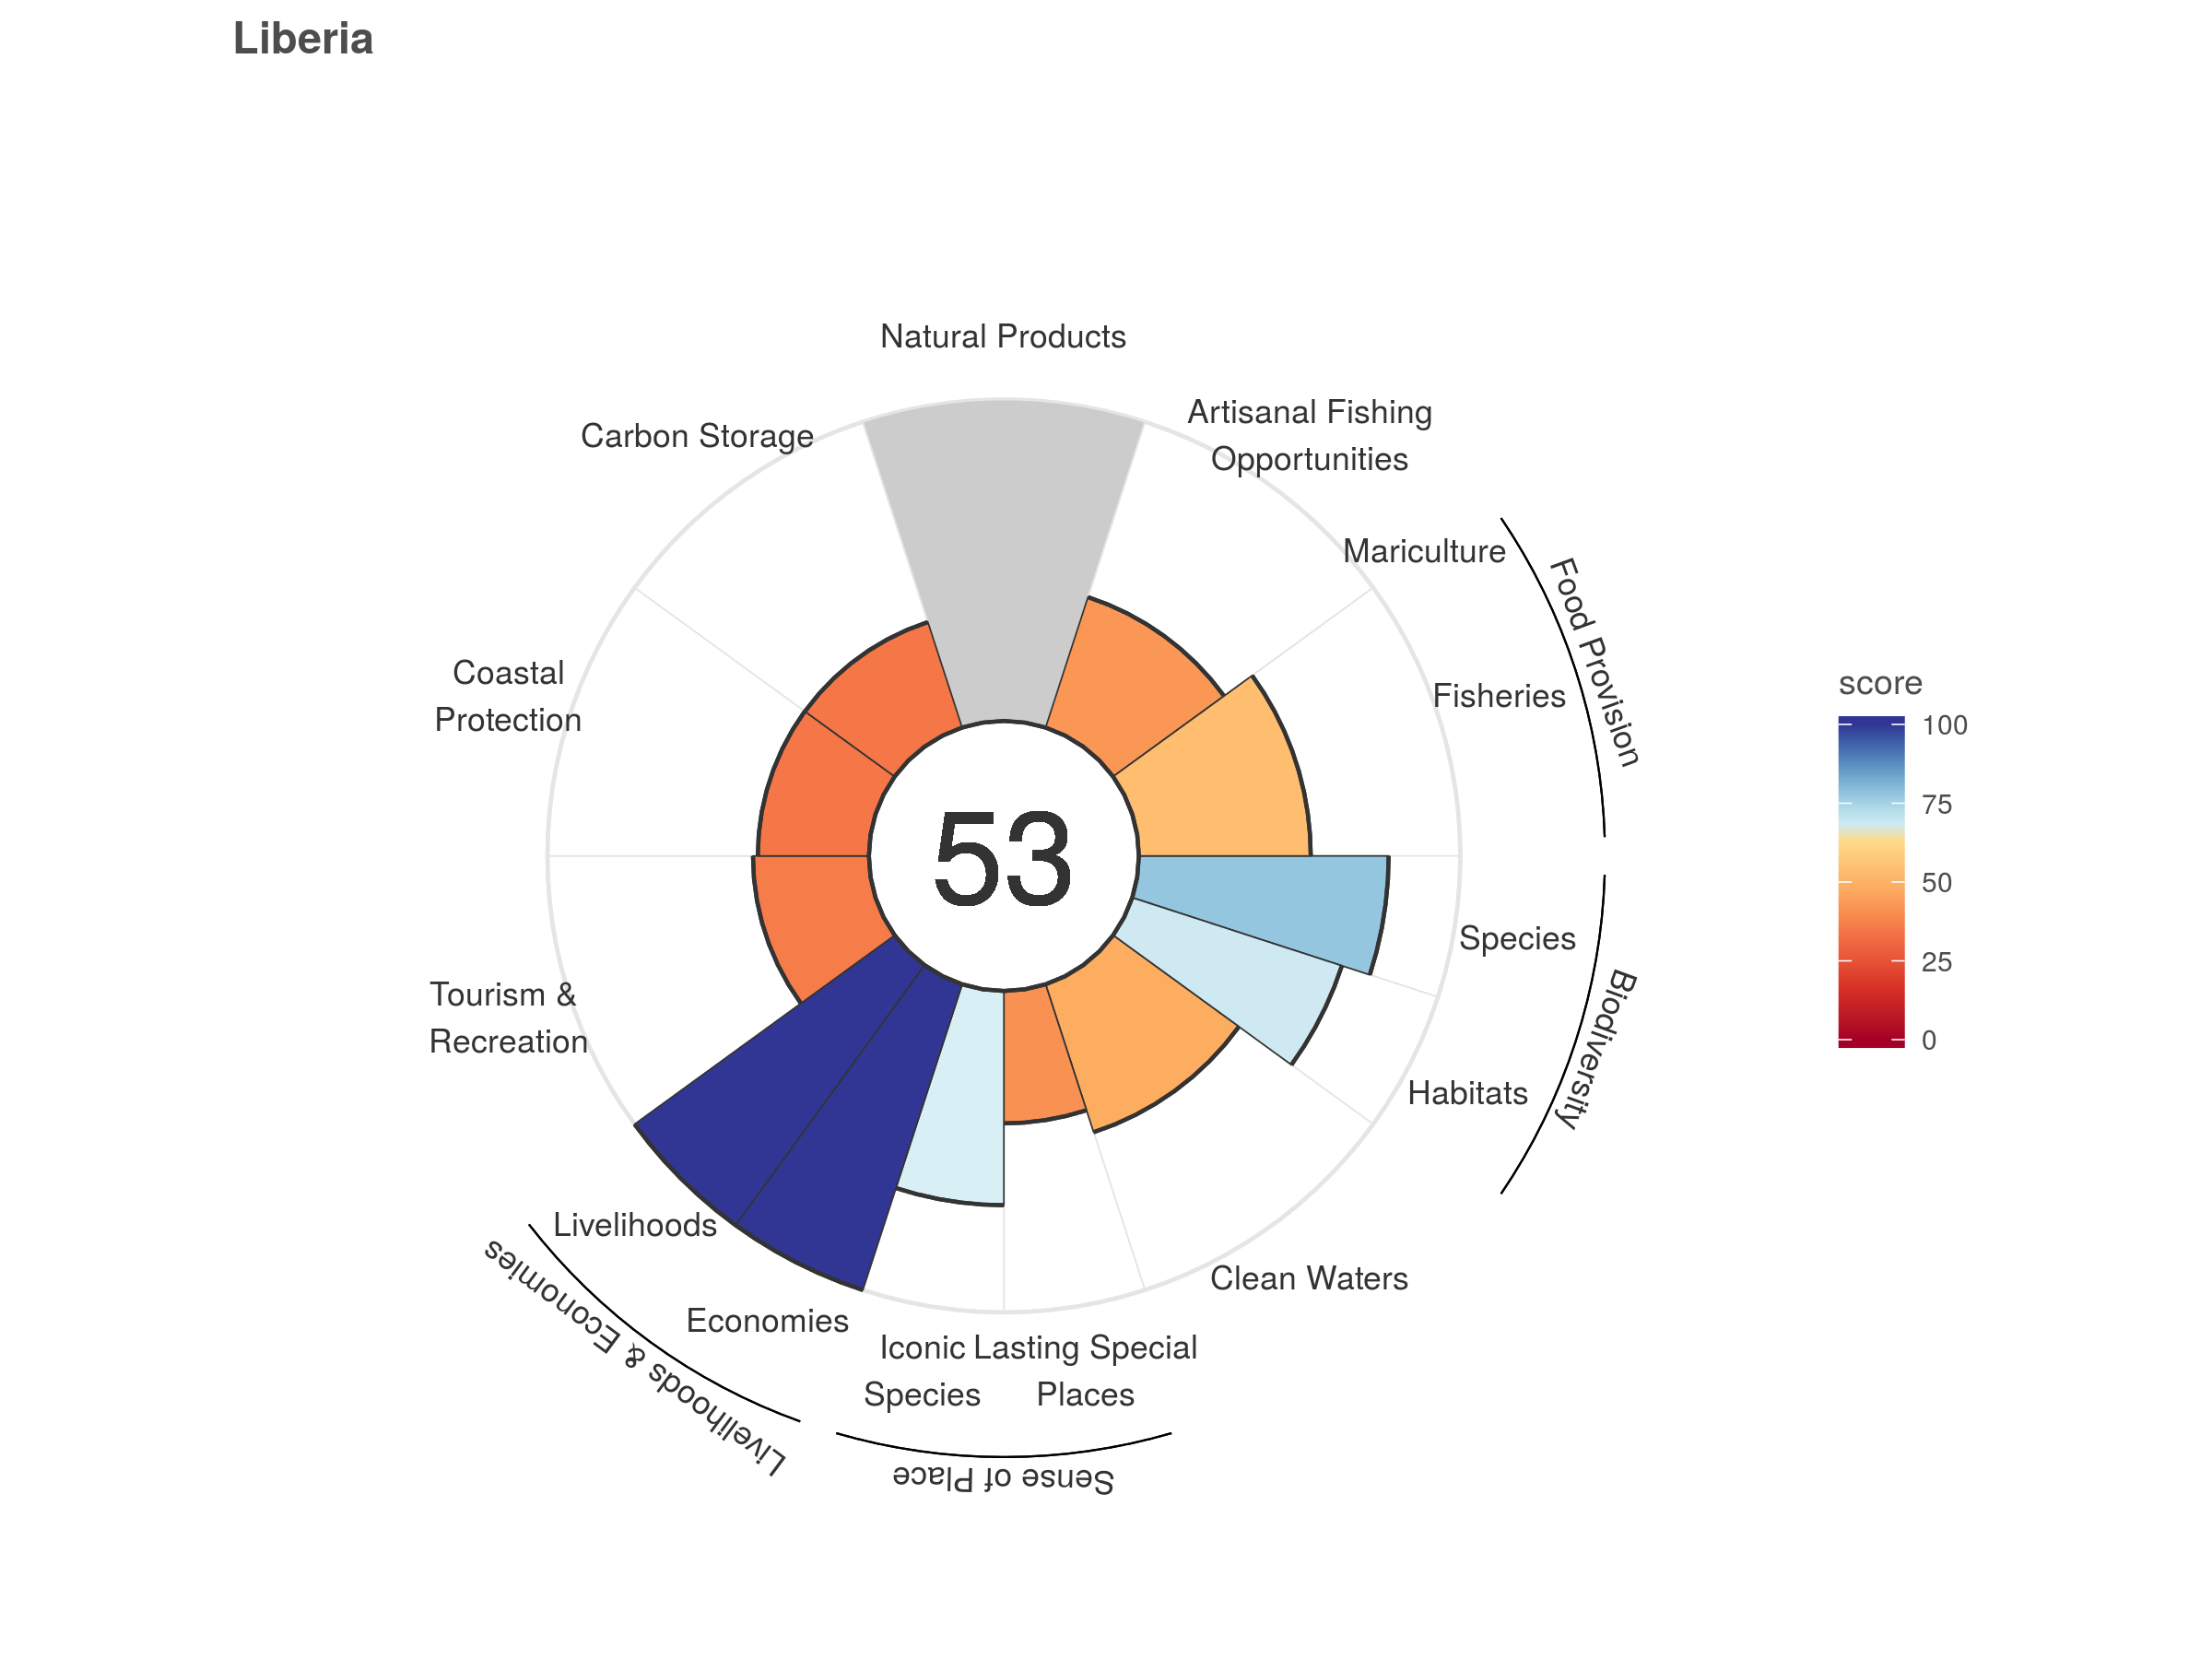 Liberia
Natural Products
Artisanal Fishing
Opportunities
Carbon Storage
Mariculture
Food Provision
Fisheries
Coastal
Protection
score
100
75
50
25
0
53
Species
Biodiversity
Habitats
Tourism &
Recreation
Livelihoods
Livelihoods & Economies
Economies
Clean Waters
Iconic
Species
Lasting Special
Places
Sense of Place